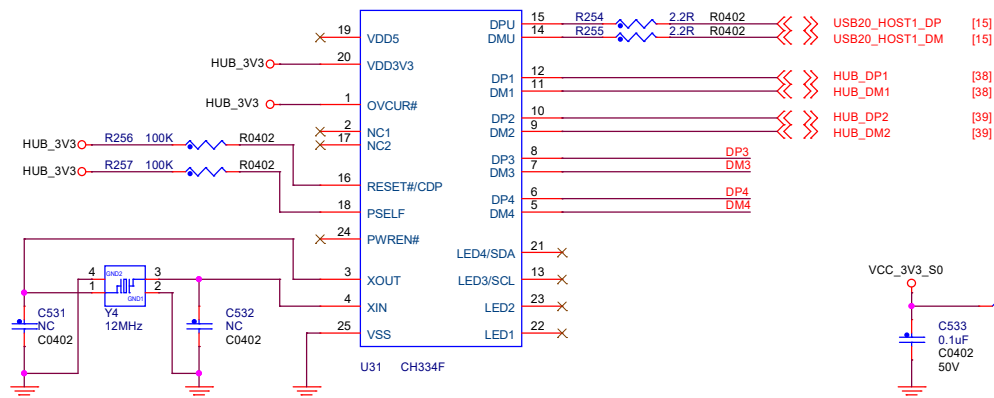 15 R254 2.2R R0402 USB20_HOST1_DP [15]
DPU
14 R255 2.2R R0402 USB20_HOST1_DM [15]
19 VDD5 DMU
HUB_3V3 20 VDD3V3
12 HUB_DP1 [38]
DP1
11 HUB_DM1 [38]
DM1
HUB_3V3 1 OVCUR#
10 HUB_DP2 [39]
DP2
2 NC1 DM2 9 HUB_DM2 [39]
R256 100K R0402 17 NC2
HUB_3V3
8 DP3
DP3
R257 100K R0402 DM3 7 DM3
HUB_3V3
16 RESET#/CDP
6 DP4
DP4
18 PSELF DM4 5 DM4
24 PWREN#
LED4/SDA 21
4 GND2 3 3 XOUT LED3/SCL 13 VCC_3V3_S0
1 GND1 2
4 XIN LED2 23
C531 Y4 C532 C533
NC 12MHz NC 25 VSS LED1 22 0.1uF
C0402 C0402 C0402
50V
U31 CH334F